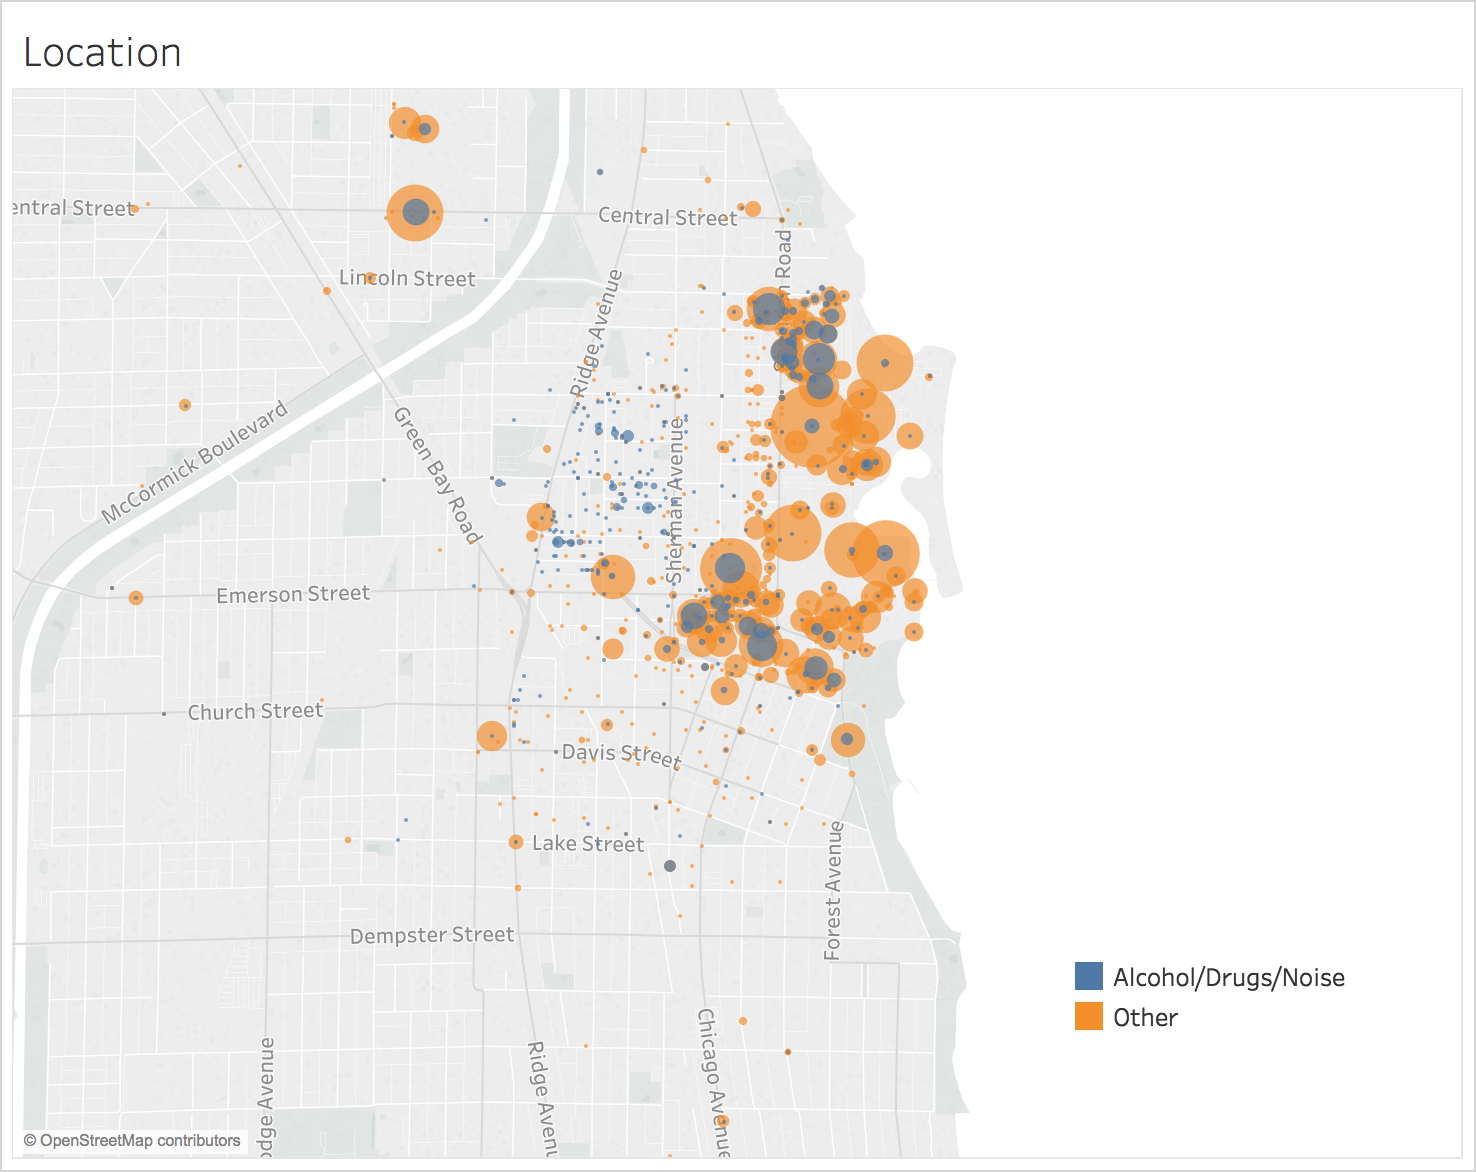 Location
entral Street
Central Street
n Road
Lincoln Street
Ridge Avenue
McCormick Boulevard
Green Bay Road
Sherman Avenue
Emerson Street
Church Street
Davis Street
Lake Street
Forest Avenue
Dempster Street
Alcohol/Drugs/Noise
Other
Chicago Avenue
Ridge Avenu
odge Avenue
© OpenStreetMap contributors